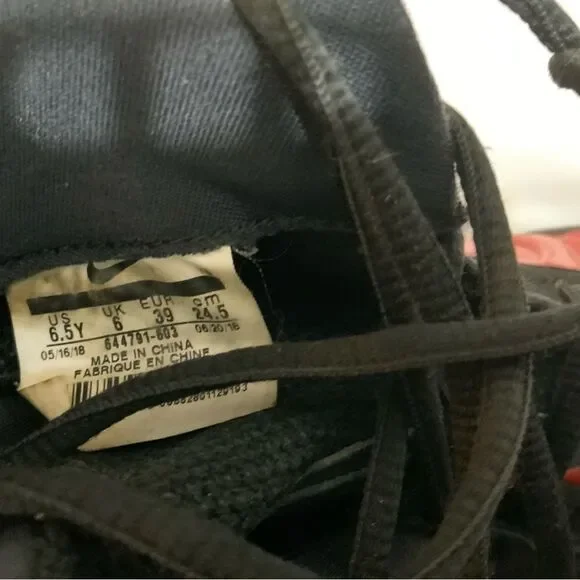 US UK EUR cm
6.5Y 6 39 24.5
05/16/18 644791-603 06/20/18
MADE IN CHINA
FABRIQUE EN CHINE